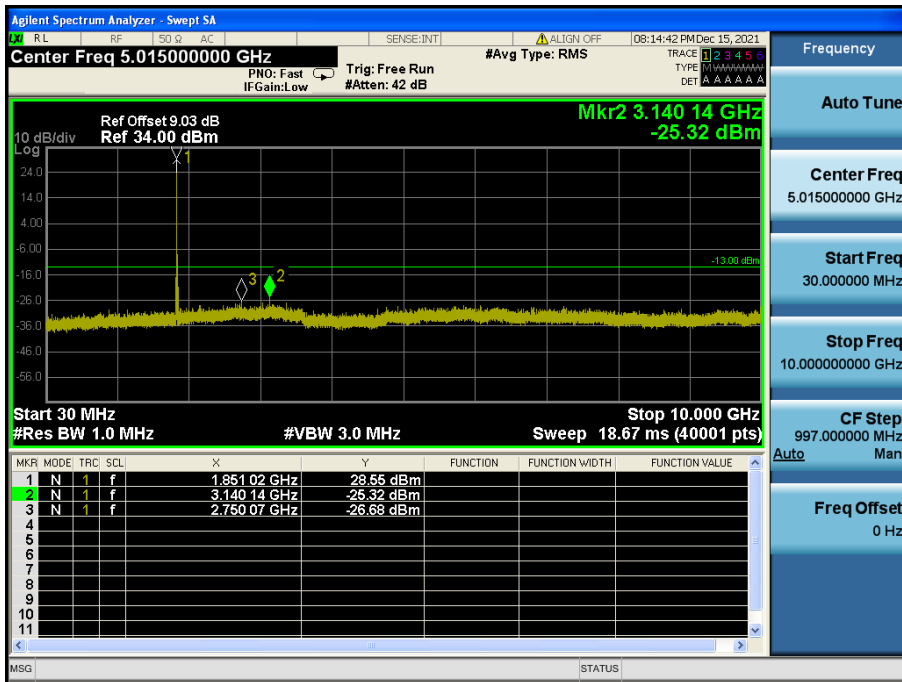 Agilent Spectrum Analyzer - Swept SA
LXI RL RF 50 Ω AC SENSE:INT ALIGN OFF 08:14:42 PM Dec 15, 2021
Center Freq 5.015000000 GHz #Avg Type: RMS TRACE 1 2 3 4 5 6
PNO: Fast Trig: Free Run TYPE M WWWWW
IFGain:Low #Atten: 42 dB DET A A A A A A
Frequency
Auto Tune
Center Freq
5.015000000 GHz
Start Freq
30.000000 MHz
Stop Freq
10.000000000 GHz
CF Step
997.000000 MHz
Auto Man
Freq Offset
0 Hz
Mkr2 3.140 14 GHz
-25.32 dBm
Ref Offset 9.03 dB
10 dB/div Ref 34.00 dBm
Log
1
24.0
14.0
4.00
-6.00
-13.00 dBm
-16.0
3 2
-26.0
-36.0
-46.0
-56.0
Start 30 MHz Stop 10.000 GHz
#Res BW 1.0 MHz #VBW 3.0 MHz Sweep 18.67 ms (40001 pts)
MKR MODE TRC SCL X Y FUNCTION FUNCTION WIDTH FUNCTION VALUE
1 N 1 f 1.851 02 GHz 28.55 dBm
2 N 1 f 3.140 14 GHz -25.32 dBm
3 N 1 f 2.750 07 GHz -26.68 dBm
4
5
6
7
8
9
10
11
MSG STATUS